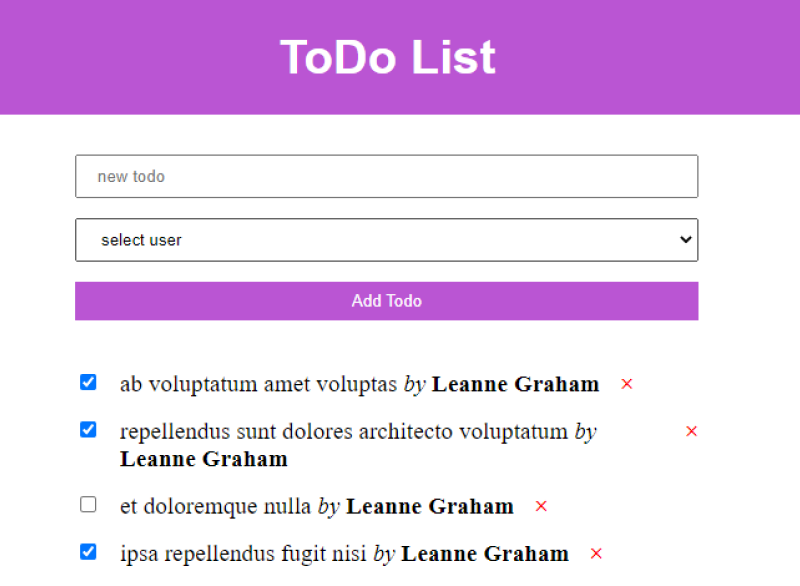 ToDo List
new todo
select user
Add Todo
ab voluptatum amet voluptas by Leanne Graham ×
repellendus sunt dolores architecto voluptatum by ×
Leanne Graham
et doloremque nulla by Leanne Graham ×
ipsa repellendus fugit nisi by Leanne Graham ×